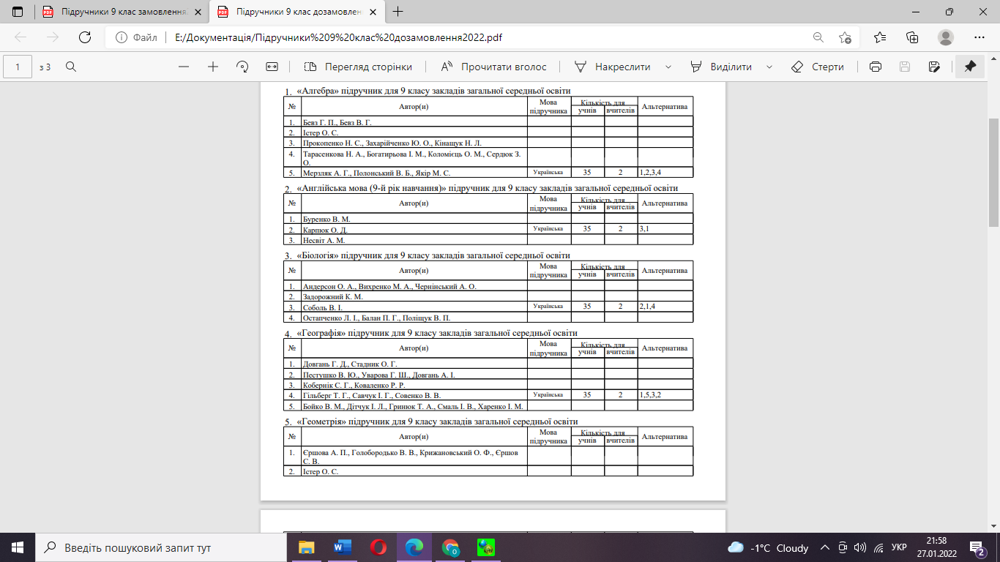 Підручники 9 клас замовлення
Підручники 9 клас дозамовлен
Файл
E:/Документація/Підручники%209%20клас%20дозамовлення2022.pdf
1 з 3
Перегляд сторінки
Прочитати вголос
Накреслити
Виділити
Стерти
1. «Алгебра» підручник для 9 класу закладів загальної середньої освіти
№ Автор(и) Мова підручника Кількість для учнів вчителів Альтернатива
1. Бевз Г. П., Бевз В. Г.
2. Істер О. С.
3. Прокопенко Н. С., Захарійченко Ю. О., Кінащук Н. Л.
4. Тарасенкова Н. А., Богатирьова І. М., Коломієць О. М., Сердюк З.
О.
5. Мерзляк А. Г., Полонський В. Б., Якір М. С. Українська 35 2 1,2,3,4
2. «Англійська мова (9-й рік навчання)» підручник для 9 класу закладів загальної середньої освіти
№ Автор(и) Мова підручника Кількість для учнів вчителів Альтернатива
1. Буренко В. М.
2. Карпюк О. Д. Українська 35 2 3,1
3. Несвіт А. М.
3. «Біологія» підручник для 9 класу закладів загальної середньої освіти
№ Автор(и) Мова підручника Кількість для учнів вчителів Альтернатива
1. Андерсон О. А., Вихренко М. А., Чернінський А. О.
2. Задорожний К. М.
3. Соболь В. І. Українська 35 2 2,1,4
4. Остапченко Л. І., Балан П. Г., Поліщук В. П.
4. «Географія» підручник для 9 класу закладів загальної середньої освіти
№ Автор(и) Мова підручника Кількість для учнів вчителів Альтернатива
1. Довгань Г. Д., Стадник О. Г.
2. Пестушко В. Ю., Уварова Г. Ш., Довгань А. І.
3. Кобернік С. Г., Коваленко Р. Р.
4. Гільберг Т. Г., Савчук І. Г., Совенко В. В. Українська 35 2 1,5,3,2
5. Бойко В. М., Дітчук І. Л., Гринюк Т. А., Смаль І. В., Харенко І. М.
5. «Геометрія» підручник для 9 класу закладів загальної середньої освіти
№ Автор(и) Мова підручника Кількість для учнів вчителів Альтернатива
1. Єршова А. П., Голобородько В. В., Крижановський О. Ф., Єршов
С. В.
2. Істер О. С.
Введіть пошуковий запит тут
-1°C Cloudy
УКР
21:58
27.01.2022
2